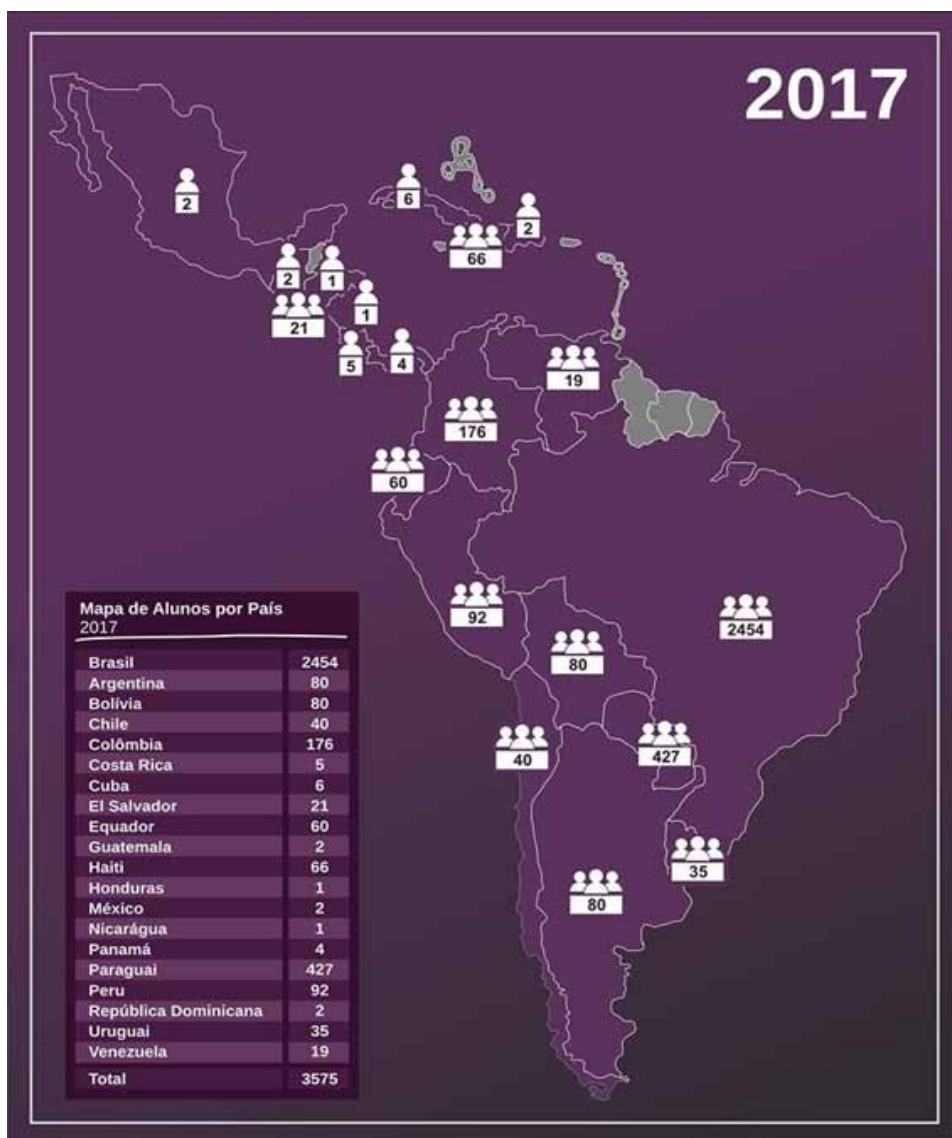 2017
2
6
2
66
2
1
1
21
5
4
19
176
60
92
2454
80
427
40
35
80
Mapa de Alunos por País
2017
Brasil 2454
Argentina 80
Bolívia 80
Chile 40
Colômbia 176
Costa Rica 5
Cuba 6
El Salvador 21
Equador 60
Guatemala 2
Haiti 66
Honduras 1
México 2
Nicarágua 1
Panamá 4
Paraguai 427
Peru 92
República Dominicana 2
Uruguai 35
Venezuela 19
Total 3575